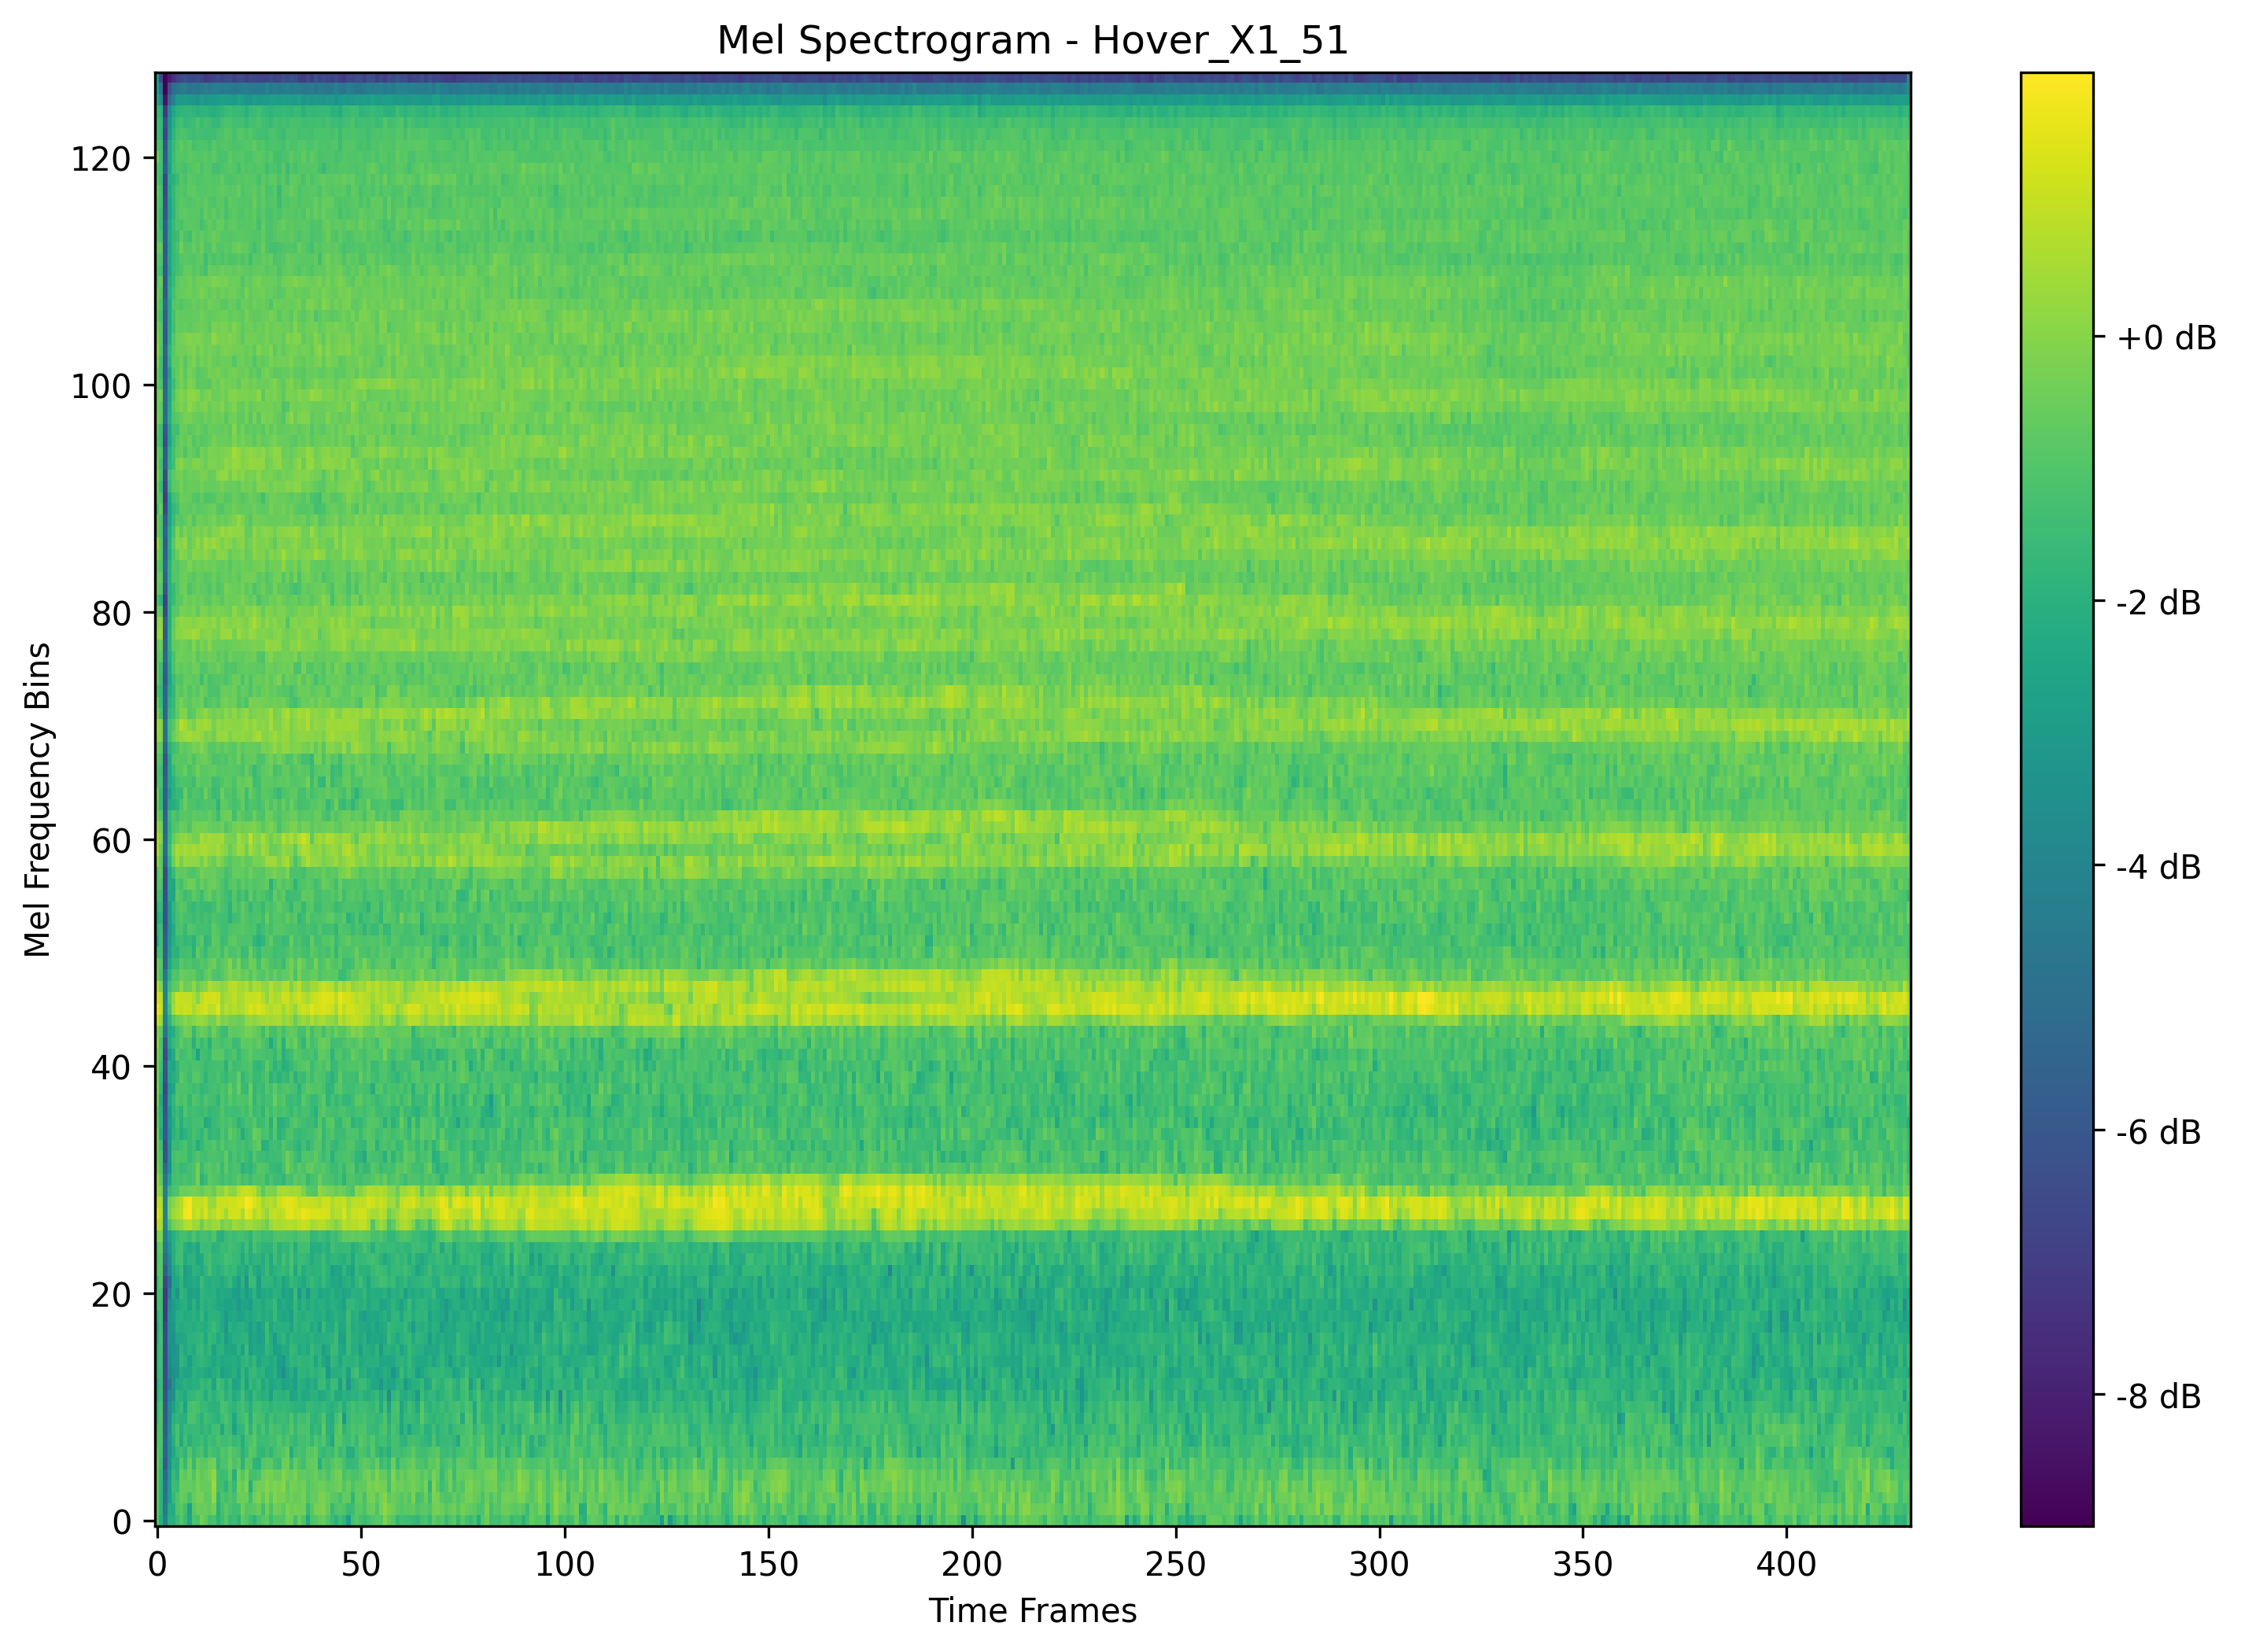 Mel Spectrogram - Hover_X1_51
Mel Frequency Bins
120
100
80
60
40
20
0
0 50 100 150 200 250 300 350 400
Time Frames
+0 dB
-2 dB
-4 dB
-6 dB
-8 dB